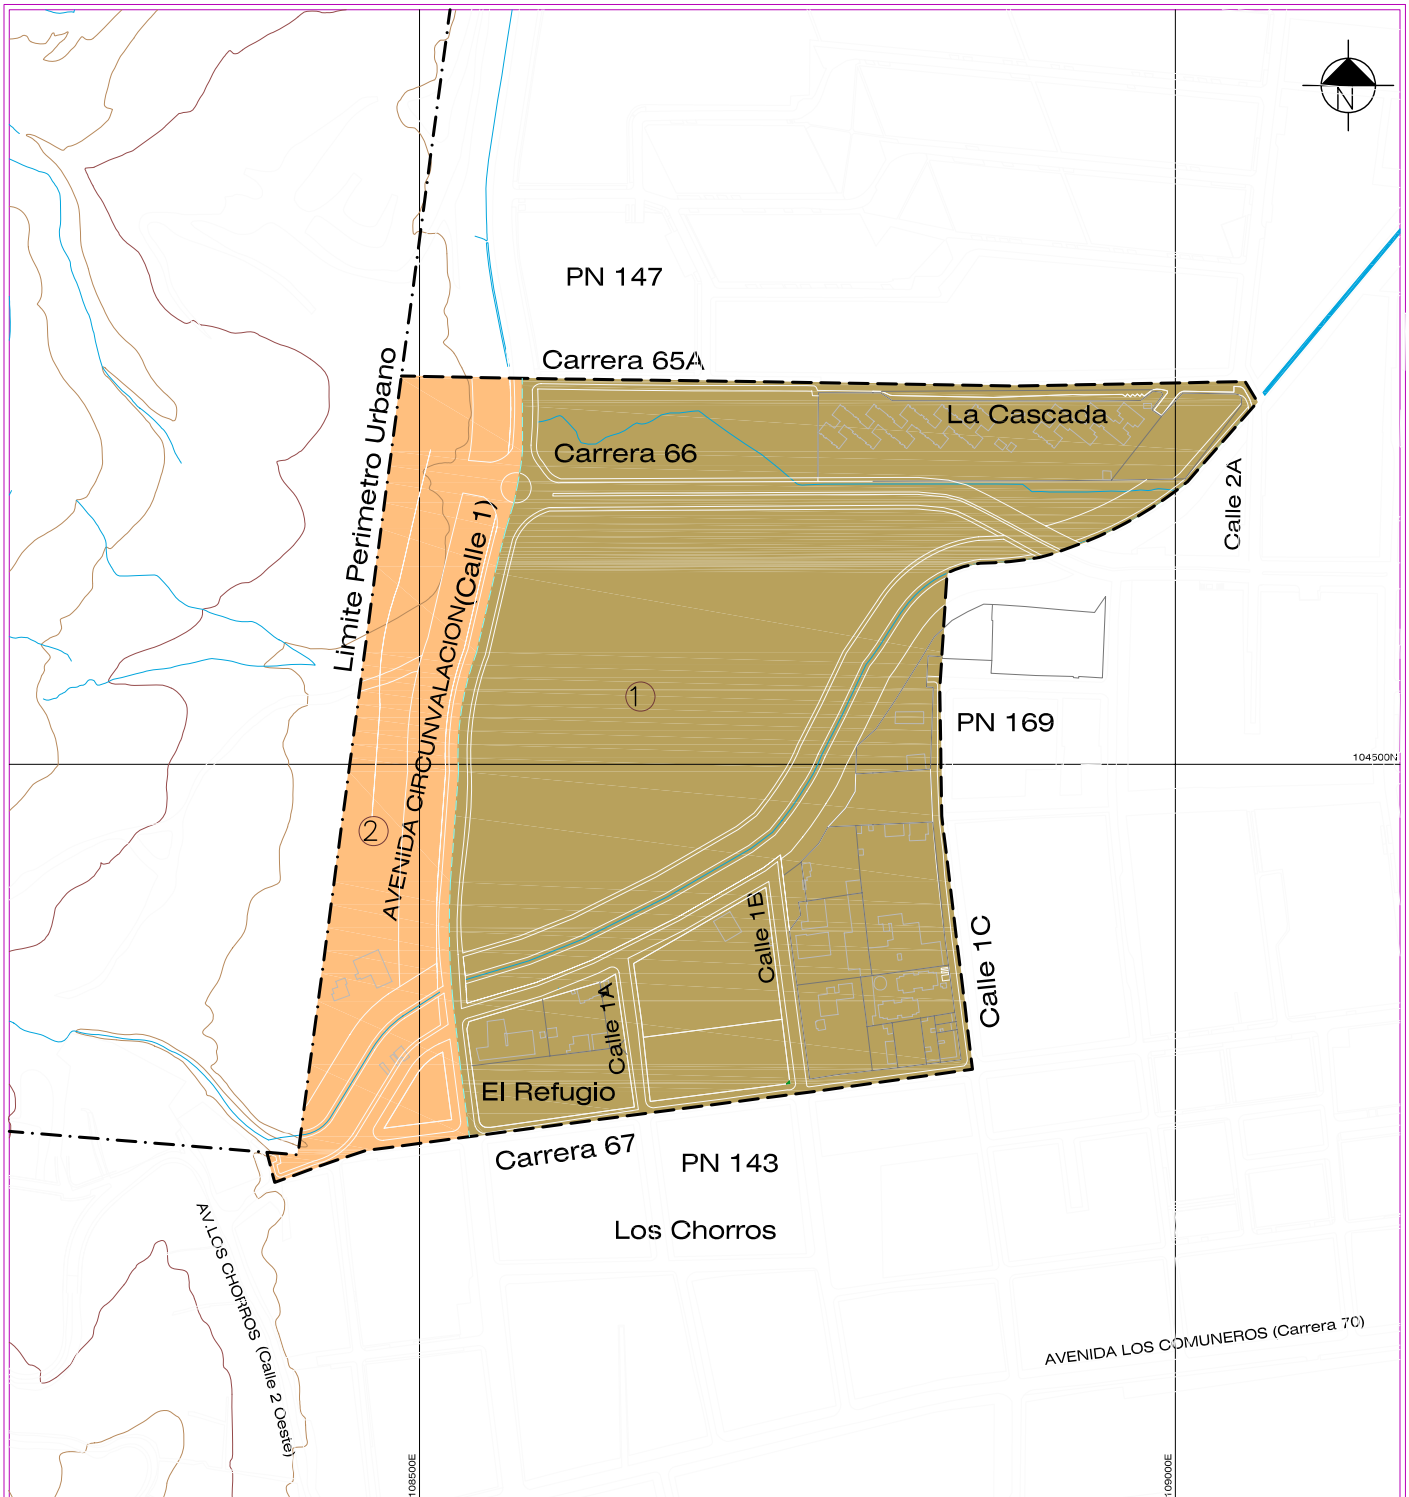 N
PN 147
Carrera 65A
La Cascada
Carrera 66
Limite Perimetro Urbano
Calle 2A
AVENIDA CIRCUNVALACION(Calle 1)
1
PN 169
104500N
2
Calle 1B
Calle 1C
Calle 1A
El Refugio
Carrera 67
PN 143
Los Chorros
AV.LOS CHORROS (Calle 2 Oeste)
AVENIDA LOS COMUNEROS (Carrera 70)
108500E
109000E